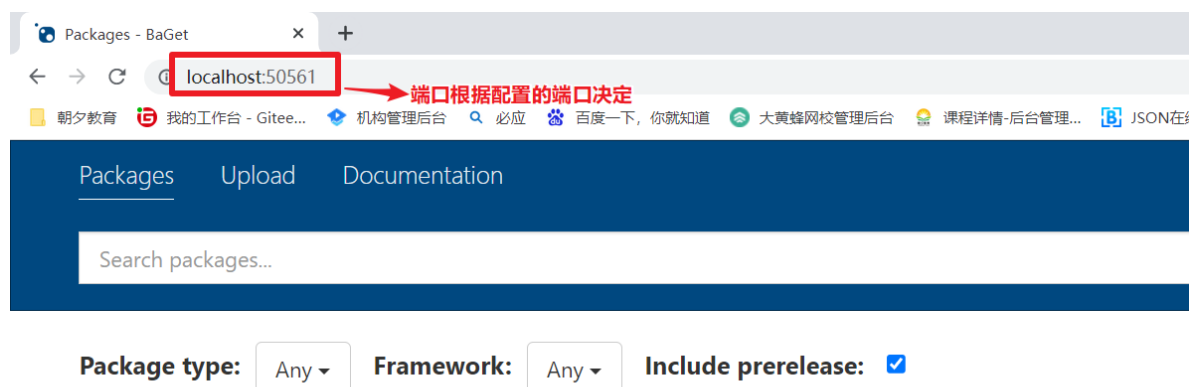 Packages - BaGet
localhost:50561
端口根据配置的端口决定
朝夕教育 我的工作台 - Gitee... 机构管理后台 必应 百度一下，你就知道 大黄蜂网校管理后台 课程详情-后台管理... JSON在
Packages Upload Documentation
Search packages...
Package type: Any Framework: Any Include prerelease: